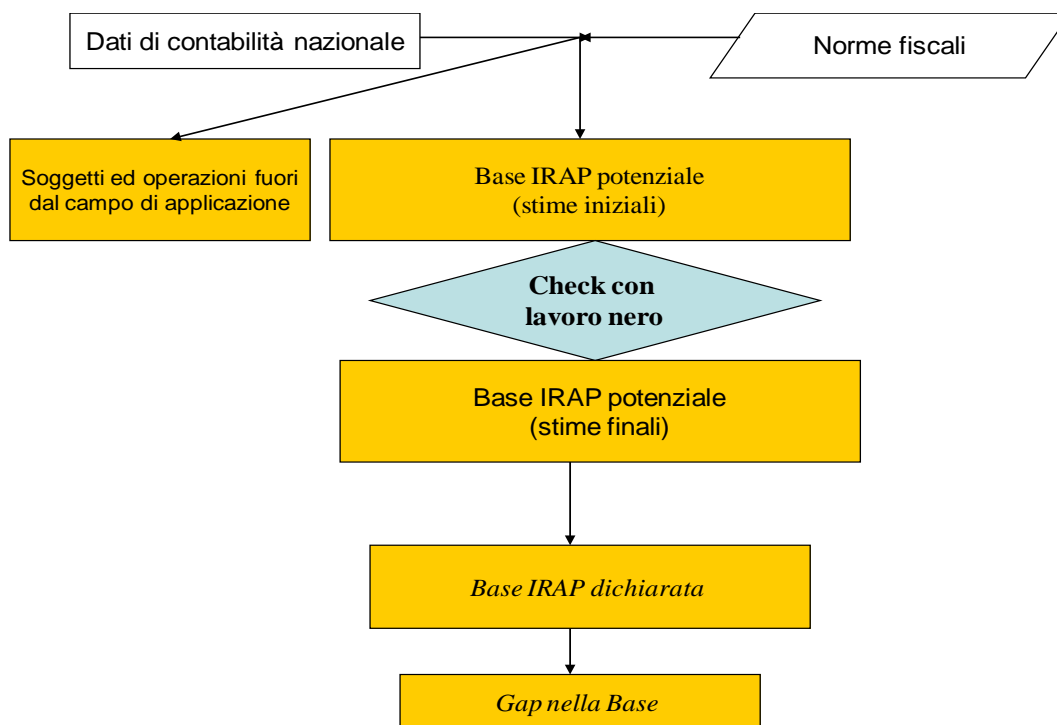 Dati di contabilità nazionale
Norme fiscali
Soggetti ed operazioni fuori
dal campo di applicazione
Base IRAP potenziale
(stime iniziali)
Check con
lavoro nero
Base IRAP potenziale
(stime finali)
Base IRAP dichiarata
Gap nella Base